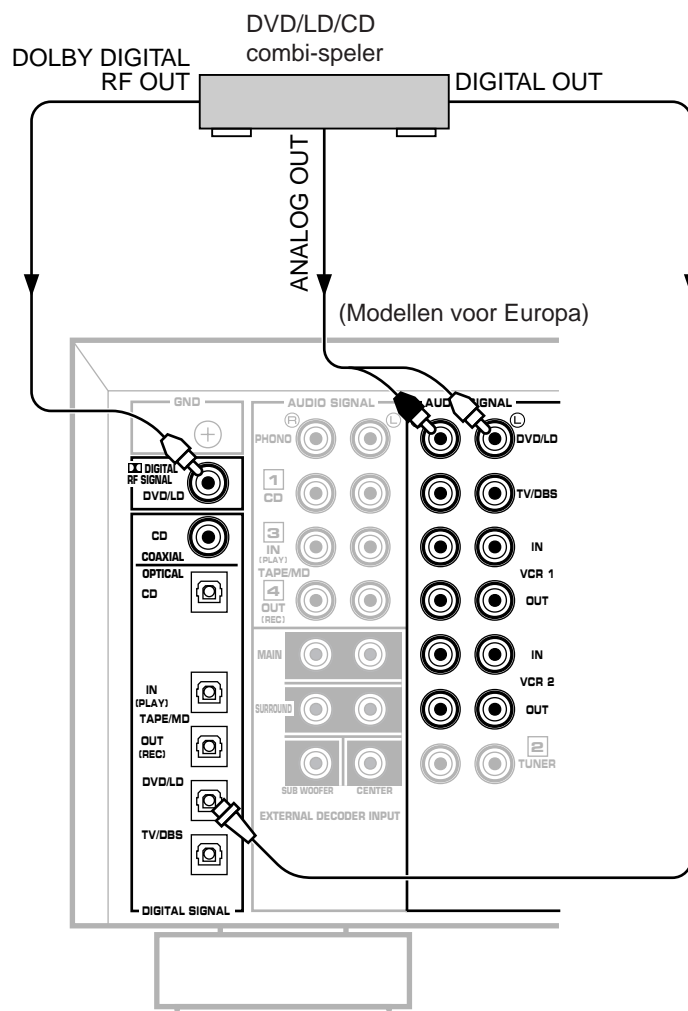 DVD/LD/CD
combi-speler
DOLBY DIGITAL
RF OUT
DIGITAL OUT
ANALOG OUT
(Modellen voor Europa)
GND
DIGITAL
RF SIGNAL
DVD/LD
CD
COAXIAL
OPTICAL
CD
IN
(PLAY)
TAPE/MD
OUT
(REC)
DVD/LD
TV/DBS
DIGITAL SIGNAL
AUDIO SIGNAL
R
L
PHONO
1
CD
3
IN
(PLAY)
TAPE/MD
4
OUT
(REC)
MAIN
SURROUND
SUB WOOFER
CENTER
EXTERNAL DECODER INPUT
SIGNAL
L
DVD/LD
TV/DBS
IN
VCR 1
OUT
IN
VCR 2
OUT
2
TUNER